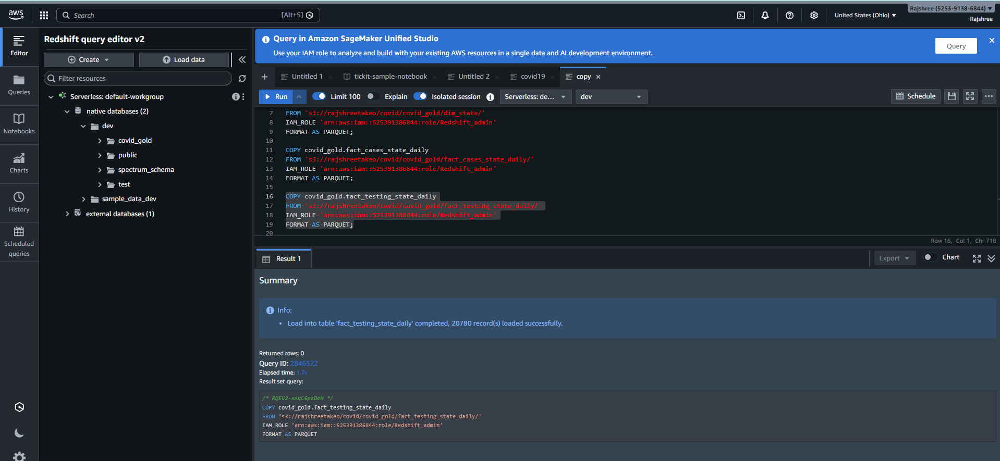 aws
Search
[Alt+S]
United States (Ohio)
Rajshree (5253-9138-6844)
Rajshree
Editor
Queries
Notebooks
Charts
History
Scheduled
queries
Redshift query editor v2
Create
Load data
Filter resources
Serverless: default-workgroup
native databases (2)
dev
covid_gold
public
spectrum_schema
test
sample_data_dev
external databases (1)
Query in Amazon SageMaker Unified Studio
Use your IAM role to analyze and build with your existing AWS resources in a single data and AI development environment.
Query
Untitled 1
tickit-sample-notebook
Untitled 2
covid19
copy
Run
Limit 100
Explain
Isolated session
Serverless: de...
dev
Schedule
7 FROM 's3://rajshreetakeo/covid/covid_gold/dim_state/'
8 IAM_ROLE 'arn:aws:iam::525391386844:role/Redshift_admin'
9 FORMAT AS PARQUET;
10
11 COPY covid_gold.fact_cases_state_daily
12 FROM 's3://rajshreetakeo/covid/covid_gold/fact_cases_state_daily/'
13 IAM_ROLE 'arn:aws:iam::525391386844:role/Redshift_admin'
14 FORMAT AS PARQUET;
15
16 COPY covid_gold.fact_testing_state_daily
17 FROM 's3://rajshreetakeo/covid/covid_gold/fact_testing_state_daily/'
18 IAM_ROLE 'arn:aws:iam::525391386844:role/Redshift_admin'
19 FORMAT AS PARQUET;
20
Row 16, Col 1, Chr 718
Result 1
Export
Chart
Summary
Info:
• Load into table 'fact_testing_state_daily' completed, 20780 record(s) loaded successfully.
Returned rows: 0
Query ID: 2846522
Elapsed time: 1.7s
Result set query:
/* RQEV2-xAqC6pzDeH */
COPY covid_gold.fact_testing_state_daily
FROM 's3://rajshreetakeo/covid/covid_gold/fact_testing_state_daily/'
IAM_ROLE 'arn:aws:iam::525391386844:role/Redshift_admin'
FORMAT AS PARQUET